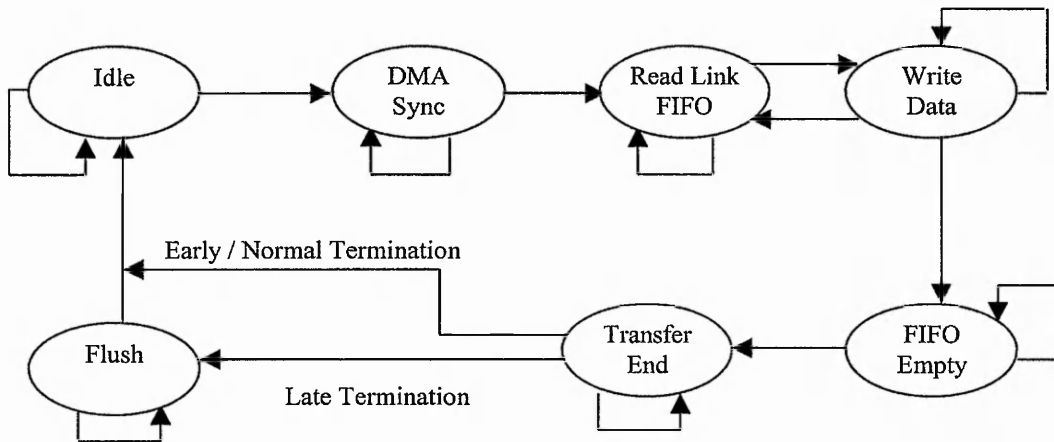 Idle
DMA
Sync
Read Link
FIFO
Write
Data
Early / Normal Termination
Flush
Transfer
End
FIFO
Empty
Late Termination